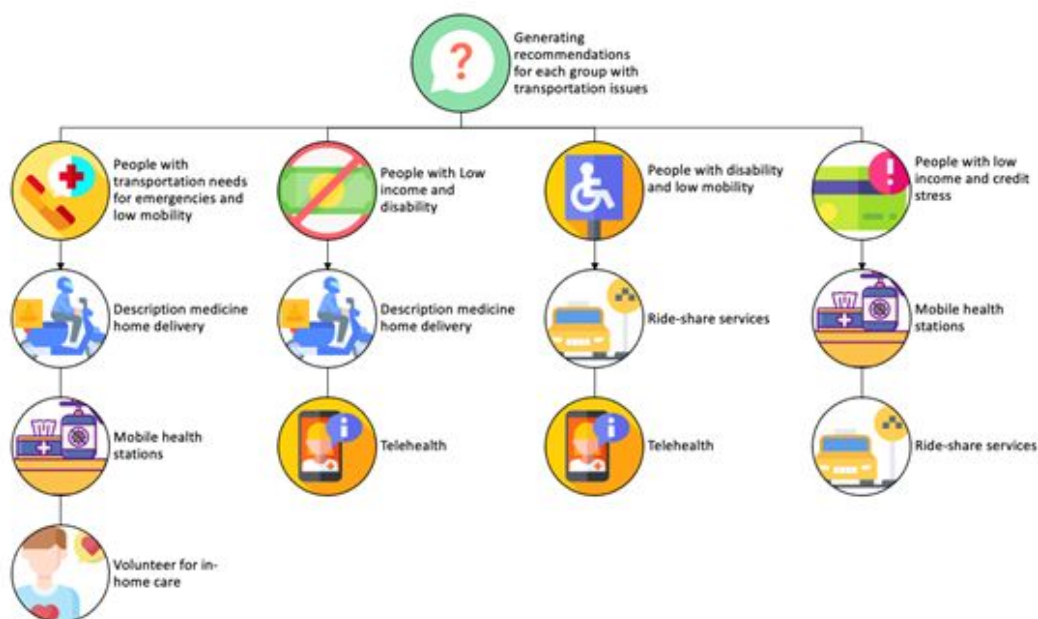 Generating
recommendations
for each group with
transportation issues
People with
transportation needs
for emergencies and
low mobility
People with Low
income and
disability
People with disability
and low mobility
People with low
income and credit
stress
Description medicine
home delivery
Description medicine
home delivery
Ride-share services
Mobile health
stations
Mobile health
stations
Telehealth
Telehealth
Ride-share services
Volunteer for in-
home care